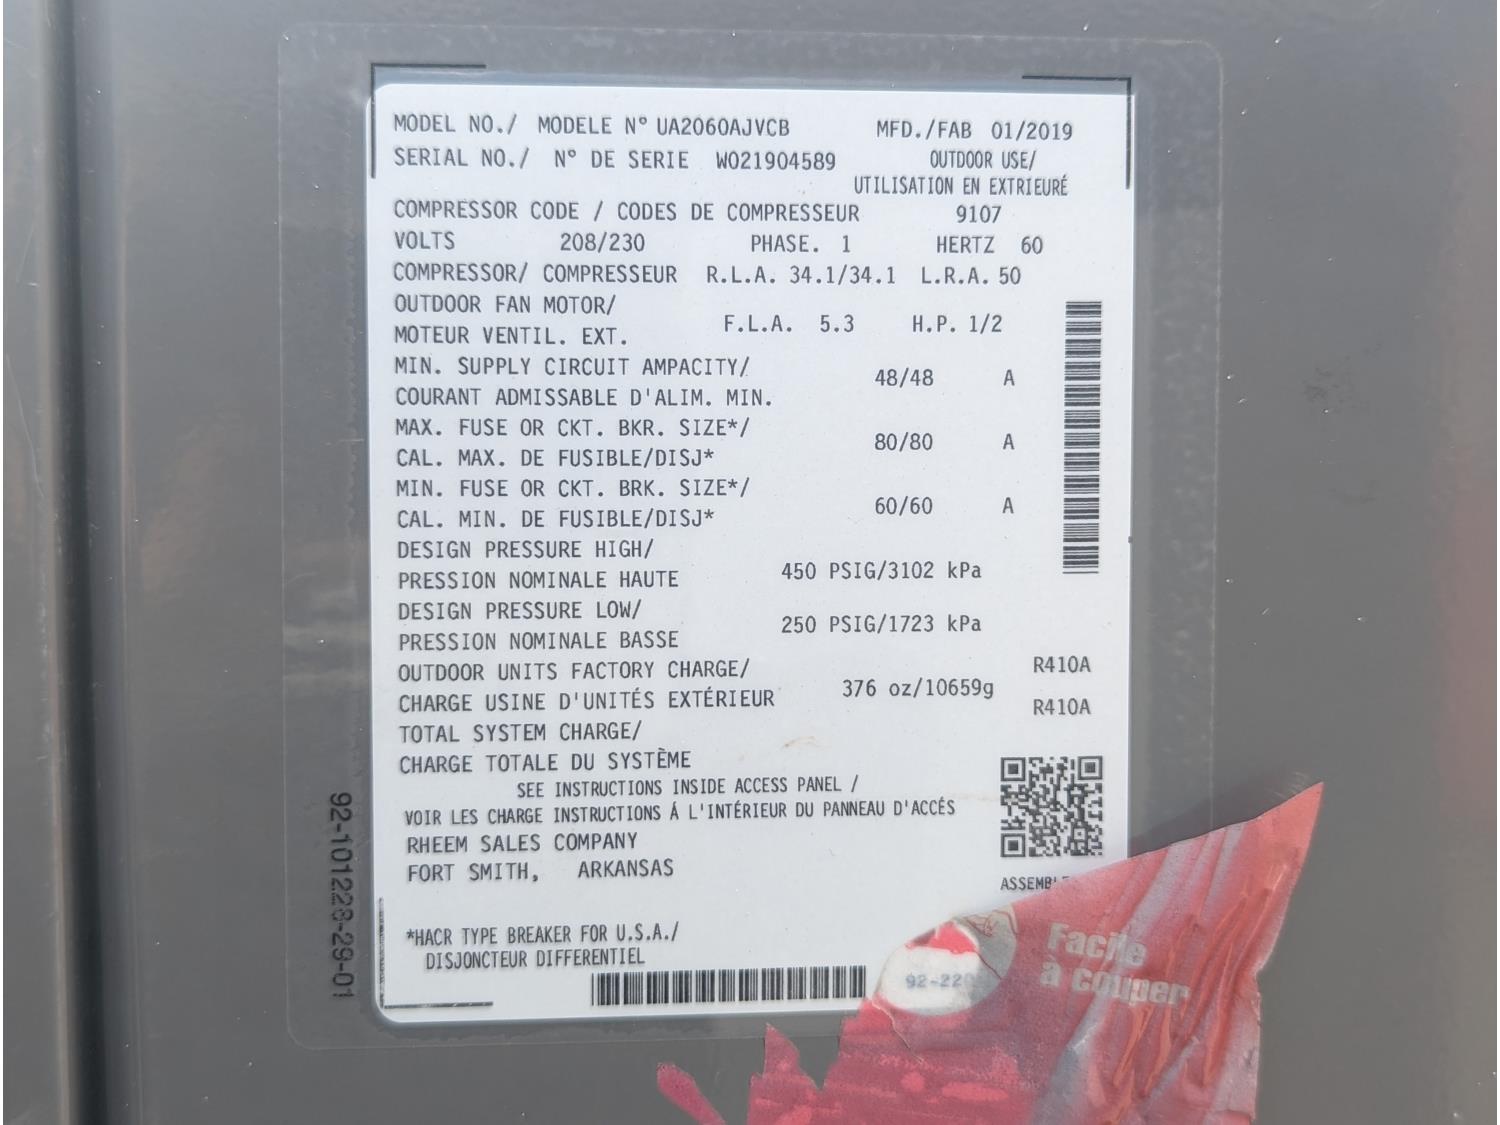 MODEL NO./ MODELE N° UA2060AJVCB MFD./FAB 01/2019
SERIAL NO./ N° DE SERIE W021904589 OUTDOOR USE/
UTILISATION EN EXTRIEURÉ
COMPRESSOR CODE / CODES DE COMPRESSEUR 9107
VOLTS 208/230 PHASE. 1 HERTZ 60
COMPRESSOR/ COMPRESSEUR R.L.A. 34.1/34.1 L.R.A. 50
OUTDOOR FAN MOTOR/
MOTEUR VENTIL. EXT. F.L.A. 5.3 H.P. 1/2
MIN. SUPPLY CIRCUIT AMPACITY/
COURANT ADMISSABLE D'ALIM. MIN. 48/48 A
MAX. FUSE OR CKT. BKR. SIZE*/
CAL. MAX. DE FUSIBLE/DISJ* 80/80 A
MIN. FUSE OR CKT. BRK. SIZE*/
CAL. MIN. DE FUSIBLE/DISJ* 60/60 A
DESIGN PRESSURE HIGH/
PRESSION NOMINALE HAUTE 450 PSIG/3102 kPa
DESIGN PRESSURE LOW/
PRESSION NOMINALE BASSE 250 PSIG/1723 kPa
OUTDOOR UNITS FACTORY CHARGE/ R410A
CHARGE USINE D'UNITÉS EXTÉRIEUR 376 oz/10659g
R410A
TOTAL SYSTEM CHARGE/
CHARGE TOTALE DU SYSTÈME
SEE INSTRUCTIONS INSIDE ACCESS PANEL /
VOIR LES CHARGE INSTRUCTIONS Á L'INTÉRIEUR DU PANNEAU D'ACCÉS
RHEEM SALES COMPANY
FORT SMITH, ARKANSAS
*HACR TYPE BREAKER FOR U.S.A./
DISJONCTEUR DIFFERENTIEL
92-101228-29-01
Facile
à couper